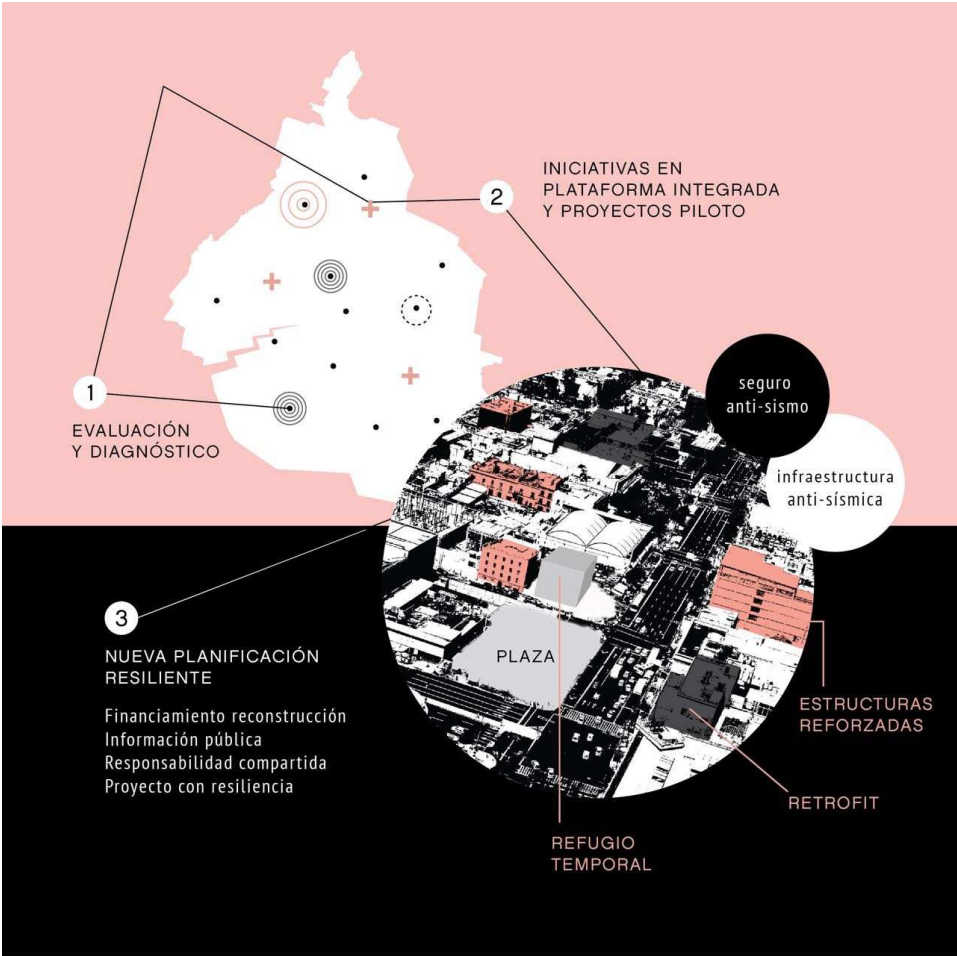 2
INICIATIVAS EN
PLATAFORMA INTEGRADA
Y PROYECTOS PILOTO
1
EVALUACIÓN
Y DIAGNÓSTICO
seguro
anti-sismo
infraestructura
anti-sísmica
3
NUEVA PLANIFICACIÓN
RESILIENTE
Financiamiento reconstrucción
Información pública
Responsabilidad compartida
Proyecto con resiliencia
PLAZA
ESTRUCTURAS
REFORZADAS
RETROFIT
REFUGIO
TEMPORAL